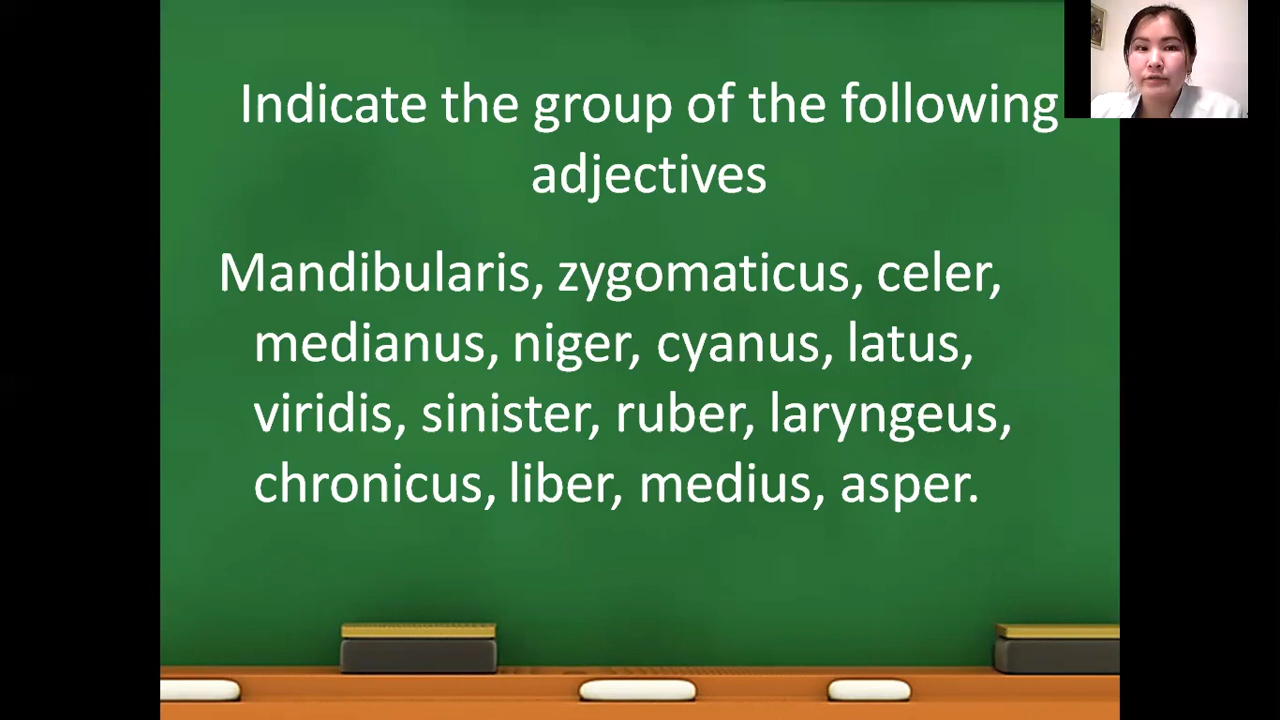 Indicate the group of the following
adjectives
Mandibularis, zygomaticus, celer,
medianus, niger, cyanus, latus,
viridis, sinister, ruber, laryngeus,
chronicus, liber, medius, asper.